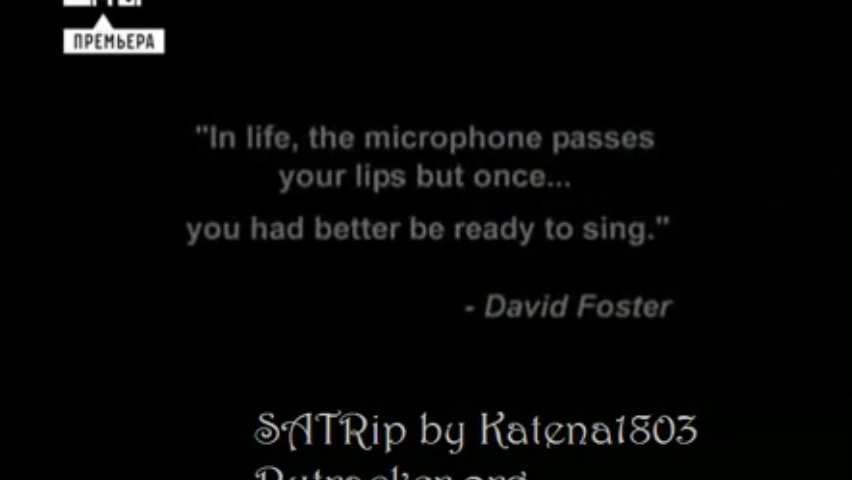 ПРЕМЬЕРА
"In life, the microphone passes
your lips but once...
you had better be ready to sing."
- David Foster
SATRip by Katena1803